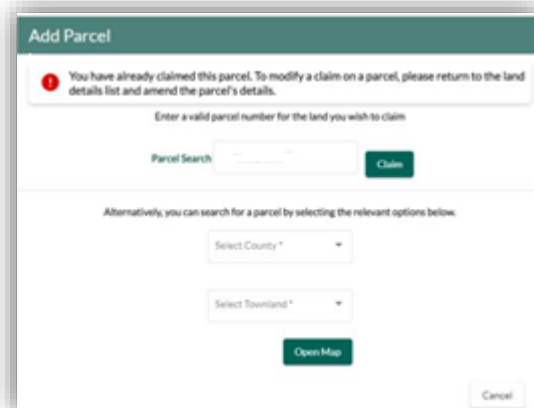 Add Parcel
You have already claimed this parcel. To modify a claim on a parcel, please return to the land
details list and amend the parcel's details.
Enter a valid parcel number for the land you wish to claim
Parcel Search
Claim
Alternatively, you can search for a parcel by selecting the relevant options below.
Select County *
Select Townland *
Open Map
Cancel